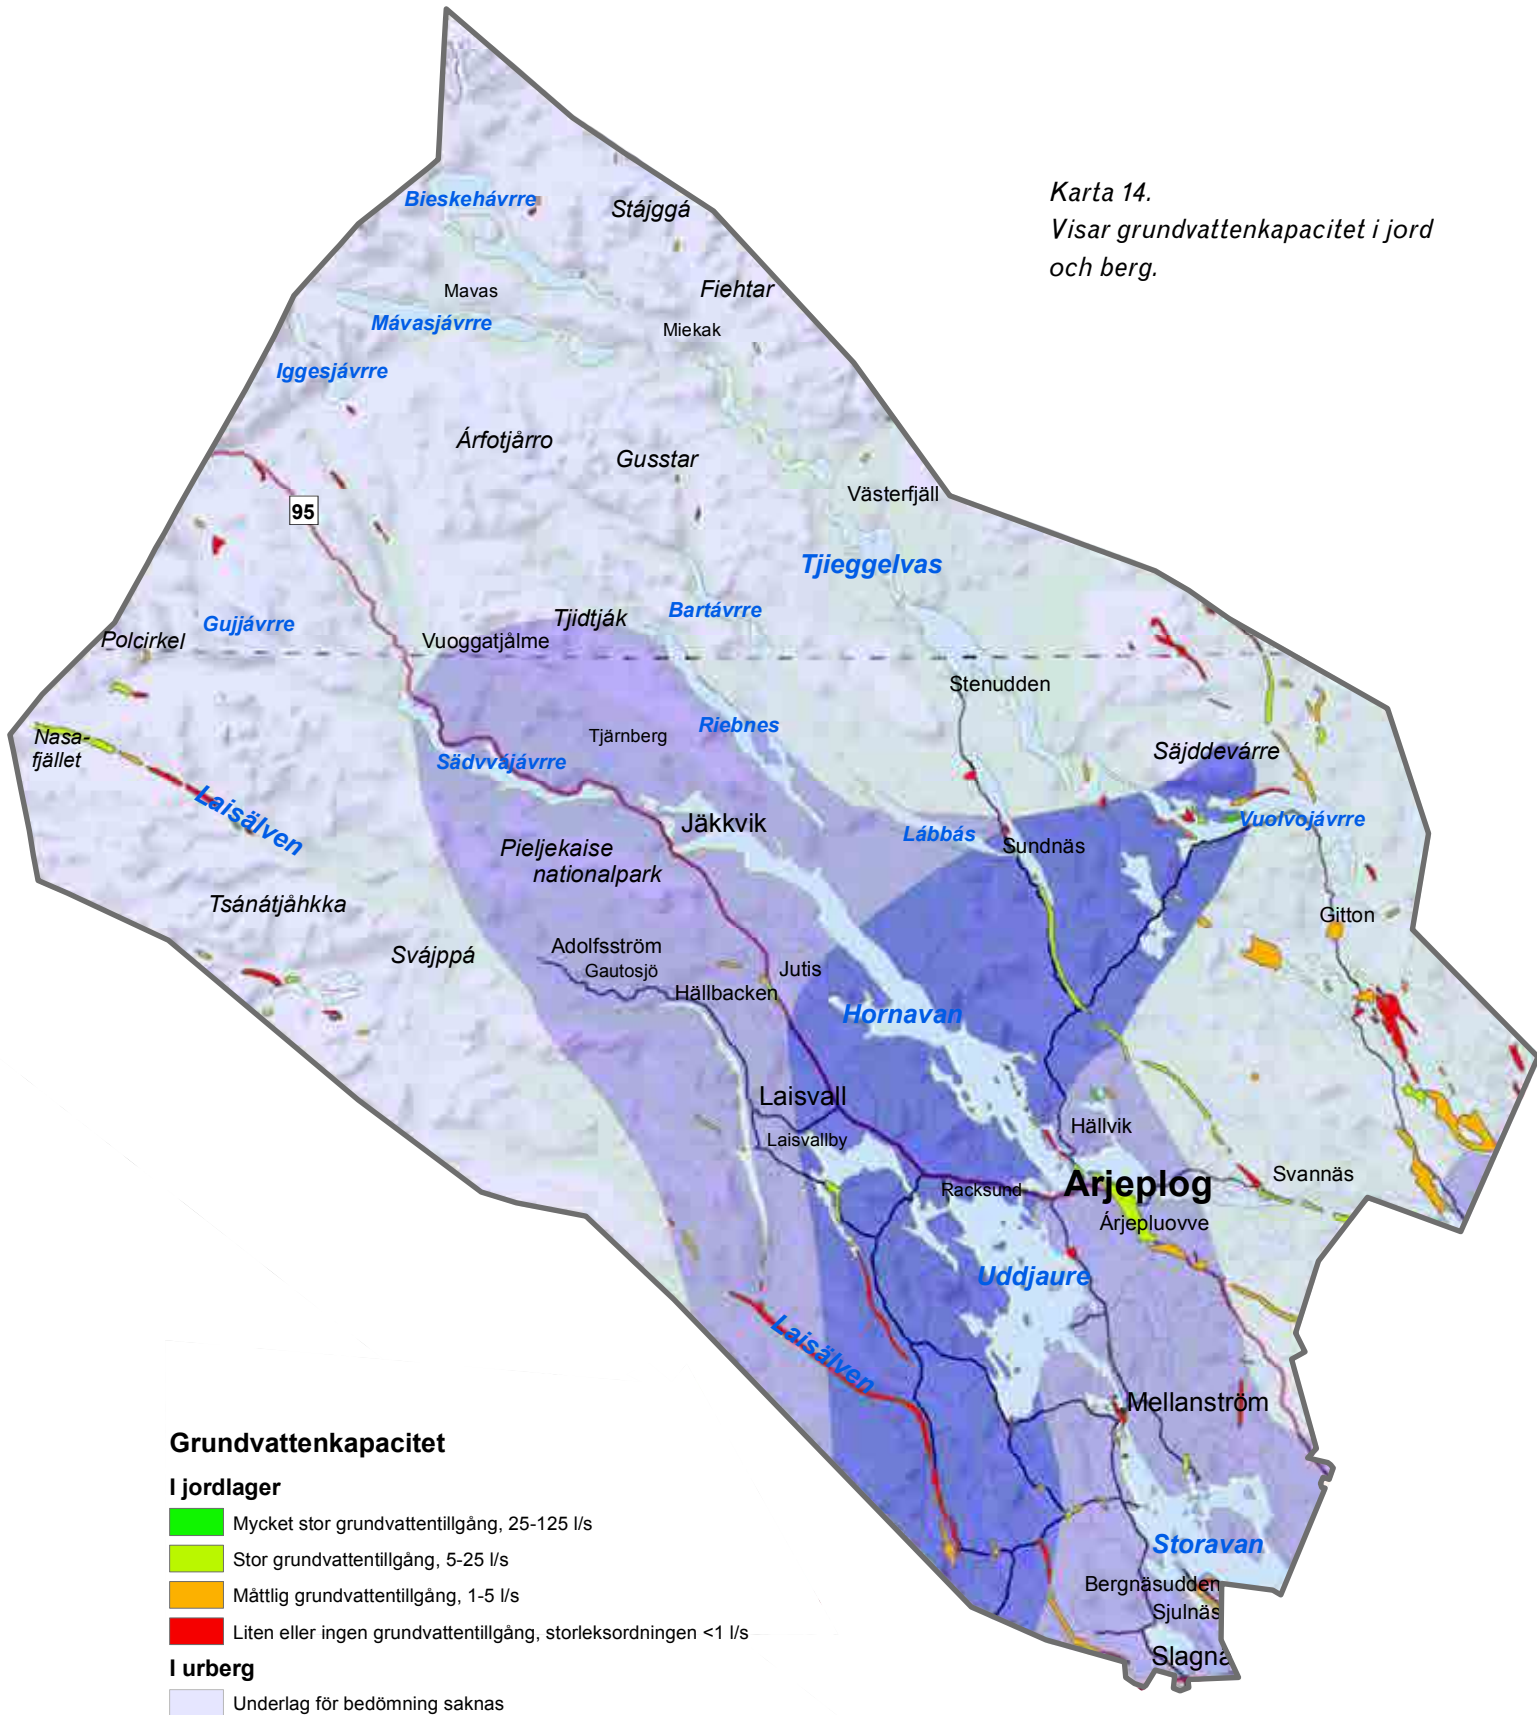 Karta 14.
Visar grundvattenkapacitet i jord
och berg.
Bieskehávrre
Stájggá
Mavas
Fiehtar
Mávasjávrre
Miekak
Iggesjávrre
Árfotjårro
Gusstar
Västerfjäll
95
Tjieggelvas
Bartávrre
Tjidtják
Gujjávrre
Polcirkel
Vuoggatjålme
Stenudden
Riebnes
Tjärnberg
Nasa-
fjället
Säjddevárre
Sädvvájávrre
Laisälven
Jäkkvik
Lábbás
Vuolvojávrre
Sundnäs
Pieljekaise
nationalpark
Tsánátjåhkka
Gitton
Svájppá
Adolfsström
Gautosjö
Jutis
Hällbacken
Hornavan
Laisvall
Hällvik
Laisvallby
Svannäs
Racksund
Arjeplog
Árjepluovve
Uddjaure
Laisälven
Mellanström
Storavan
Bergnäsudden
Sjulnäs
Slagna
Grundvattenkapacitet
I jordlager
Mycket stor grundvattentillgång, 25-125 l/s
Stor grundvattentillgång, 5-25 l/s
Måttlig grundvattentillgång, 1-5 l/s
Liten eller ingen grundvattentillgång, storleksordningen <1 l/s
I urberg
Underlag för bedömning saknas